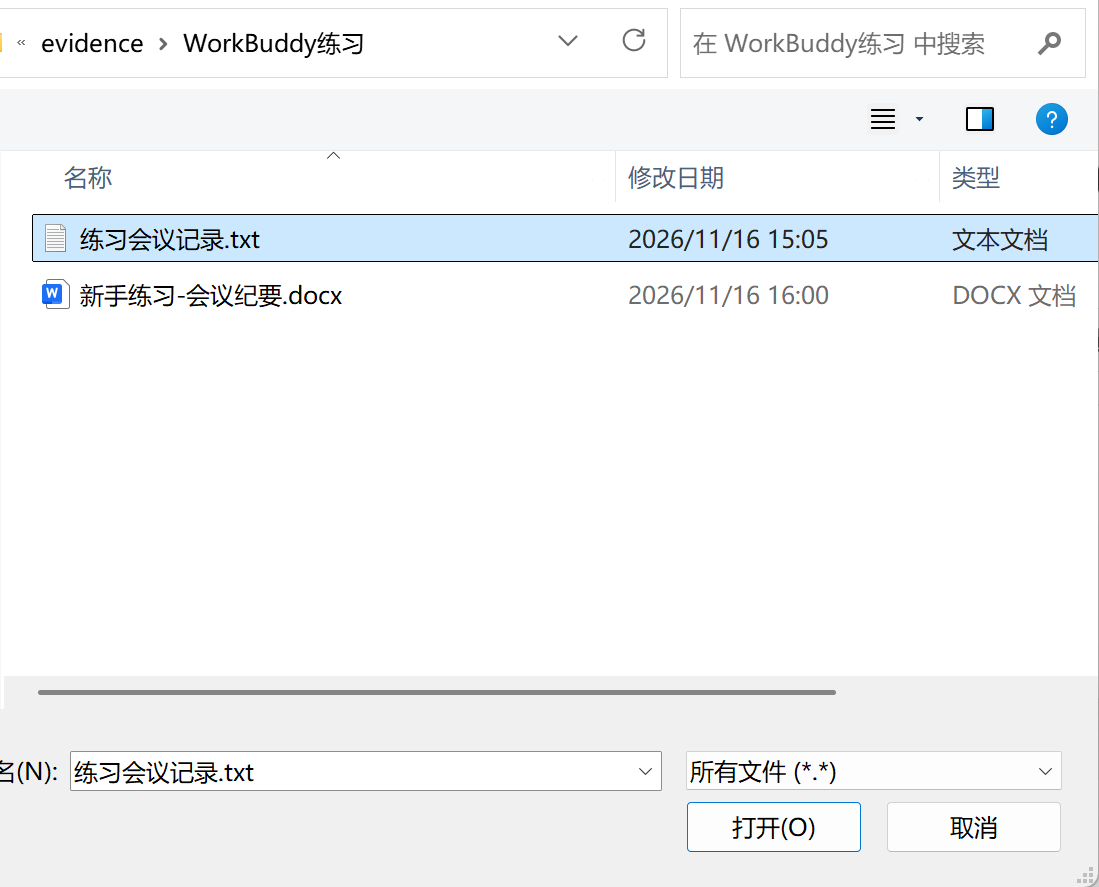 « evidence › WorkBuddy练习
在 WorkBuddy练习 中搜索
?
名称 修改日期 类型
练习会议记录.txt 2026/11/16 15:05 文本文档
W 新手练习-会议纪要.docx 2026/11/16 16:00 DOCX 文档
名(N): 练习会议记录.txt 所有文件 (*.*)
打开(O) 取消